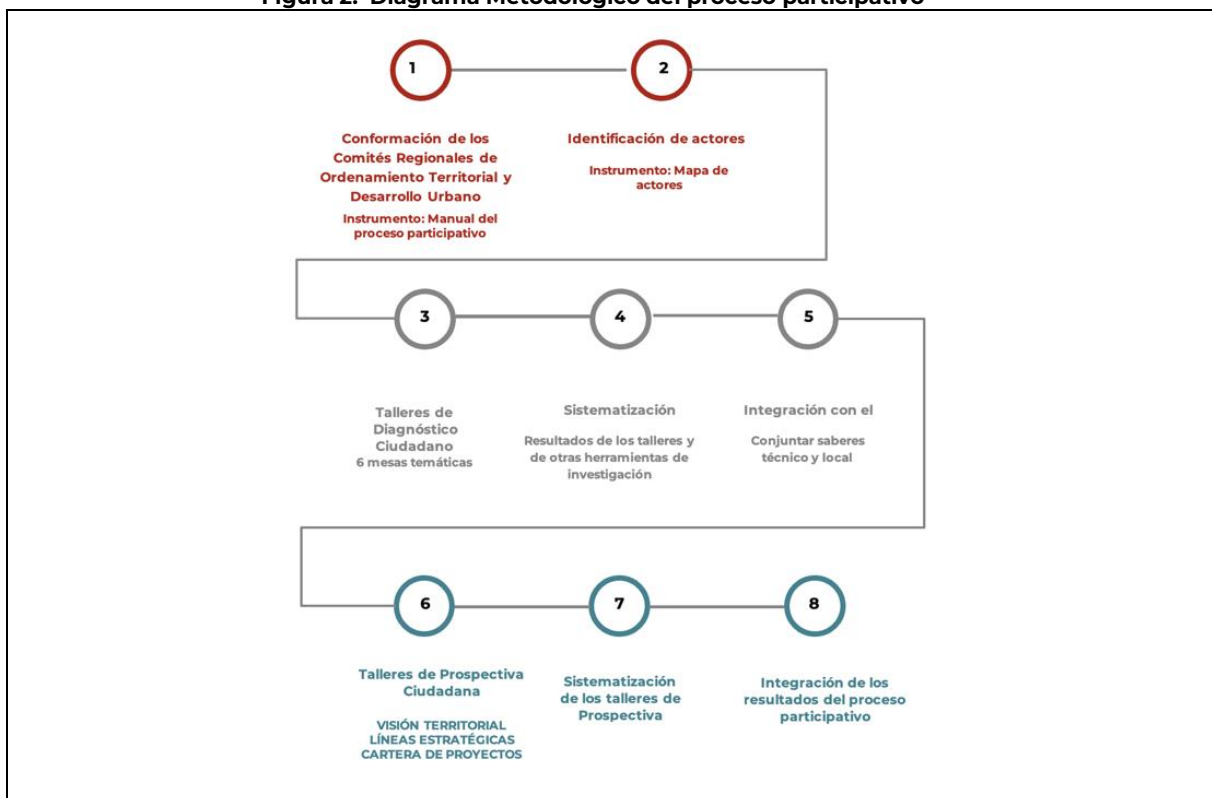 Figura 2. Diagrama Metodológico del proceso participativo
1
2
Conformación de los
Comités Regionales de
Ordenamiento Territorial y
Desarrollo Urbano
Instrumento: Manual del
proceso participativo
Identificación de actores
Instrumento: Mapa de
actores
3
4
5
Talleres de
Diagnóstico
Ciudadano
6 mesas temáticas
Sistematización
Resultados de los talleres y
de otras herramientas de
investigación
Integración con el
Conjuntar saberes
técnico y local
6
7
8
Talleres de Prospectiva
Ciudadana
VISIÓN TERRITORIAL
LÍNEAS ESTRATÉGICAS
CARTERA DE PROYECTOS
Sistematización
de los talleres de
Prospectiva
Integración de los
resultados del proceso
participativo